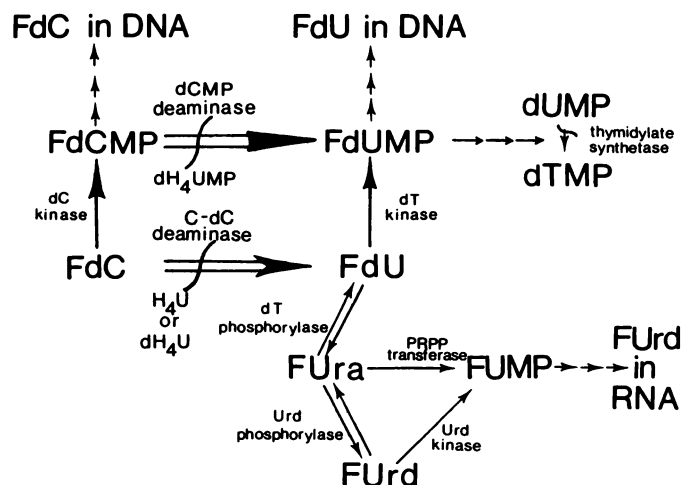 FdC in DNA
FdU in DNA
dCMP
deaminase
dUMP
thymidylate
synthetase
dTMP
FdCMP
FdUMP
dH4UMP
dC
kinase
C-dC
deaminase
dT
kinase
FdC
FdU
H4U
or
dH4U
dT
phosphorylase
PRPP
transferase
FUra
FUMP
FUrd
in
RNA
Urd
phosphorylase
Urd
kinase
FUrd